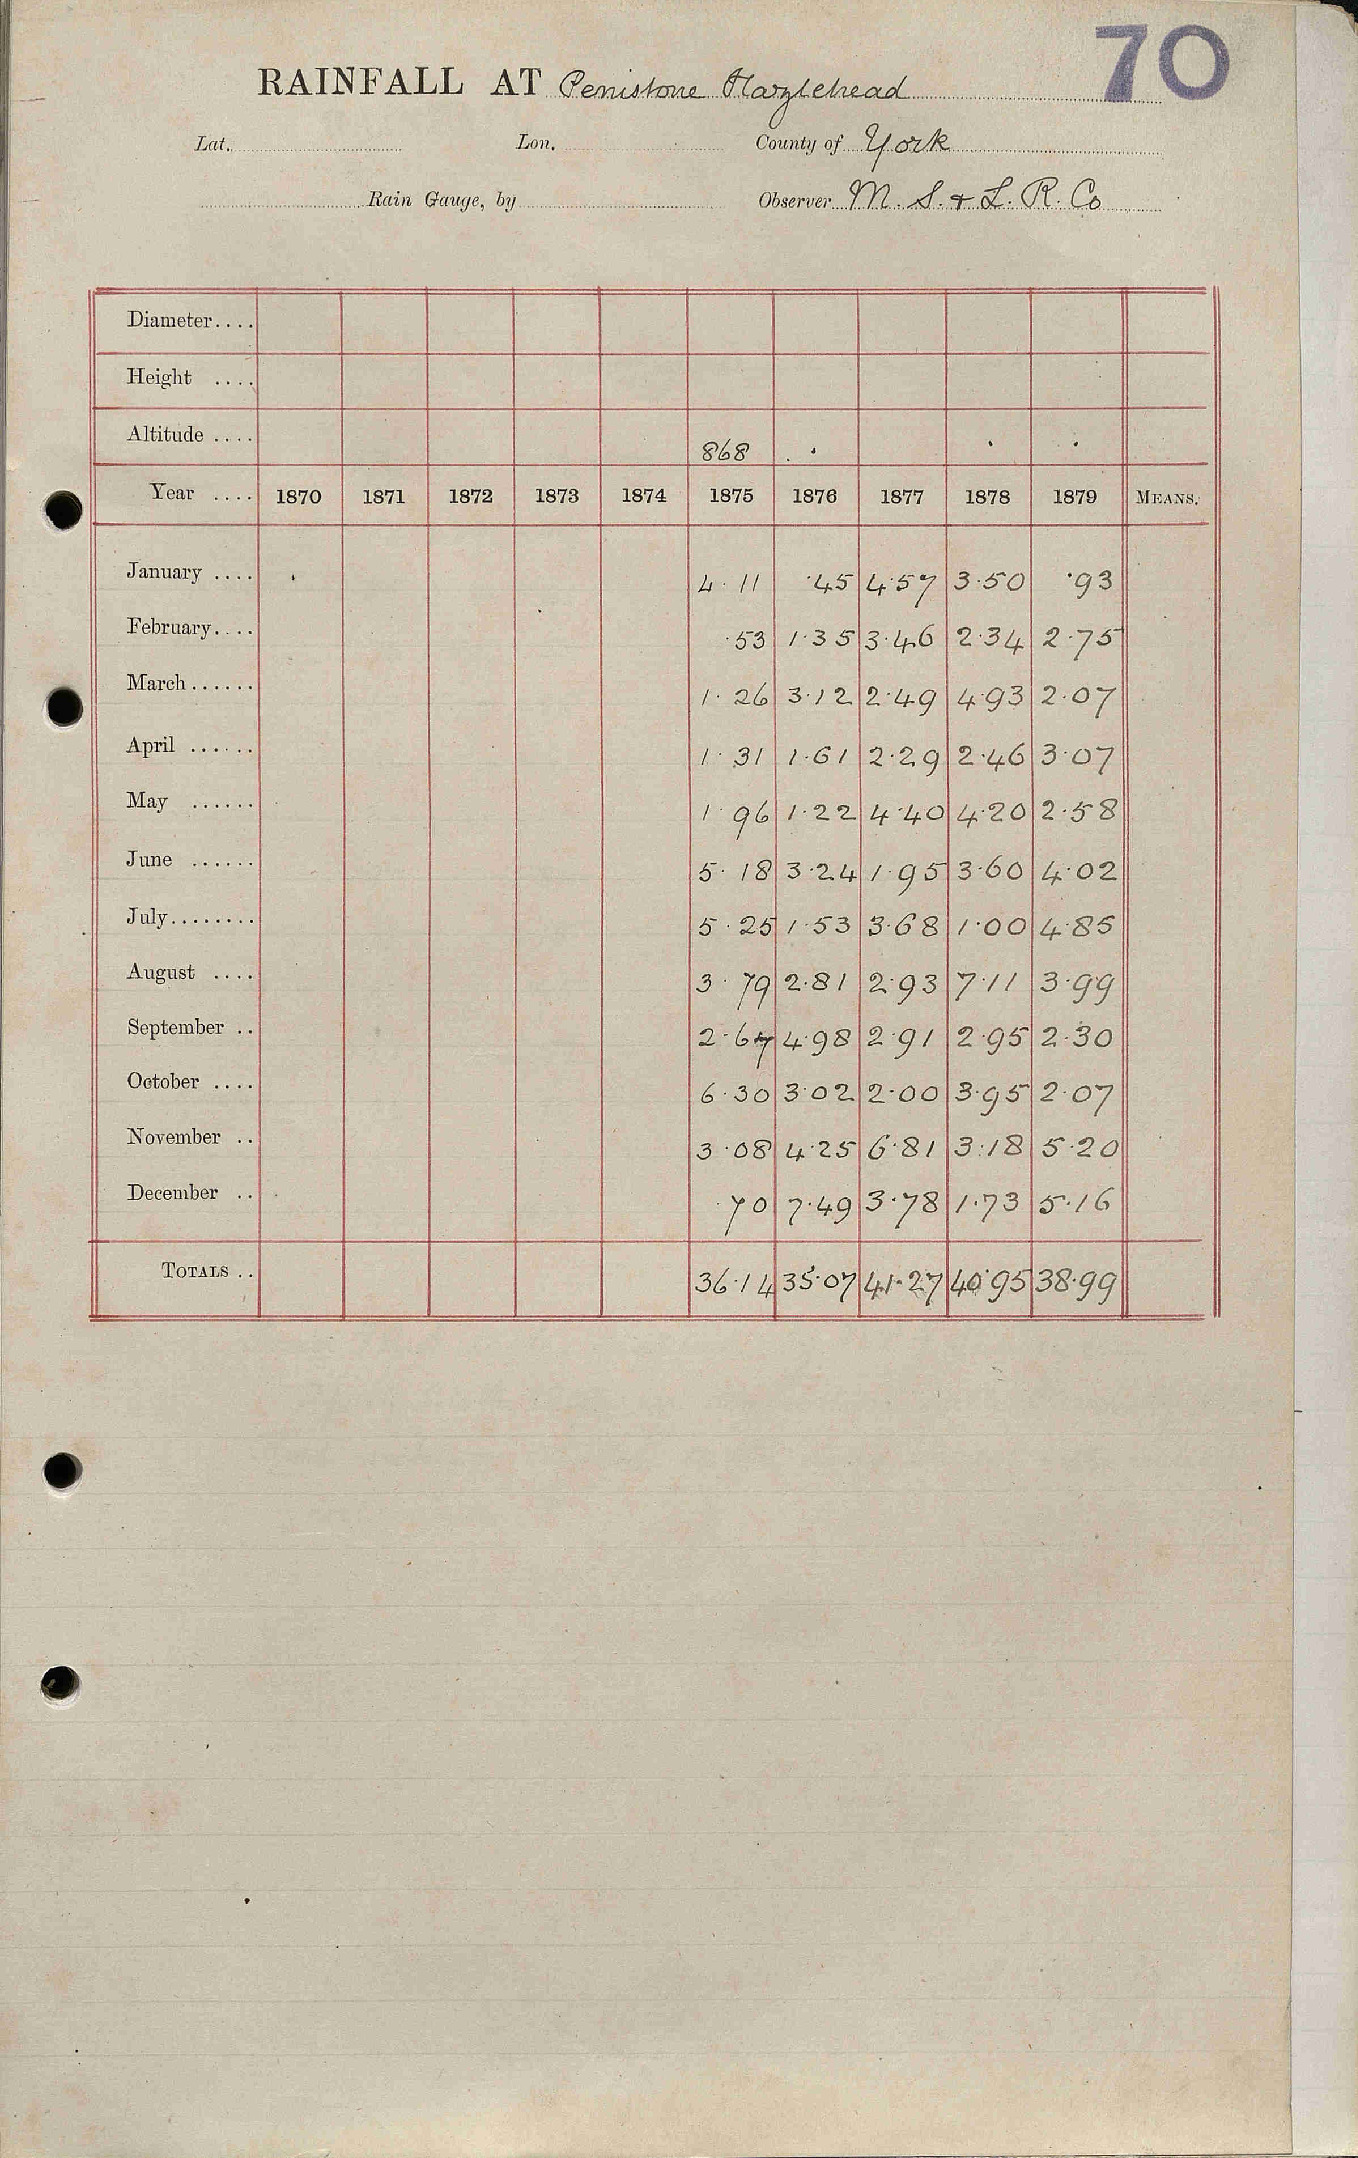 70
RAINFALL AT Penistone Hazlehead
Lat. Lon. County of York
Rain Gauge, by Observer M. S. & L. R. Co
Diameter....
Height ....
Altitude .... 868
Year .... 1870 1871 1872 1873 1874 1875 1876 1877 1878 1879 MEANS.
January .... 4·11 ·45 4·57 3·50 ·93
February.... ·53 1·35 3·46 2·34 2·75
March...... 1·26 3·12 2·49 4·93 2·07
April ...... 1·31 1·61 2·29 2·46 3·07
May ...... 1·96 1·22 4·40 4·20 2·58
June ...... 5·18 3·24 1·95 3·60 4·02
July........ 5·25 1·53 3·68 1·00 4·85
August .... 3·79 2·81 2·93 7·11 3·99
September .. 2·67 4·98 2·91 2·95 2·30
October .... 6·30 3·02 2·00 3·95 2·07
November .. 3·08 4·25 6·81 3·18 5·20
December .. ·70 7·49 3·78 1·73 5·16
TOTALS .. 36·14 35·07 41·27 40·95 38·99